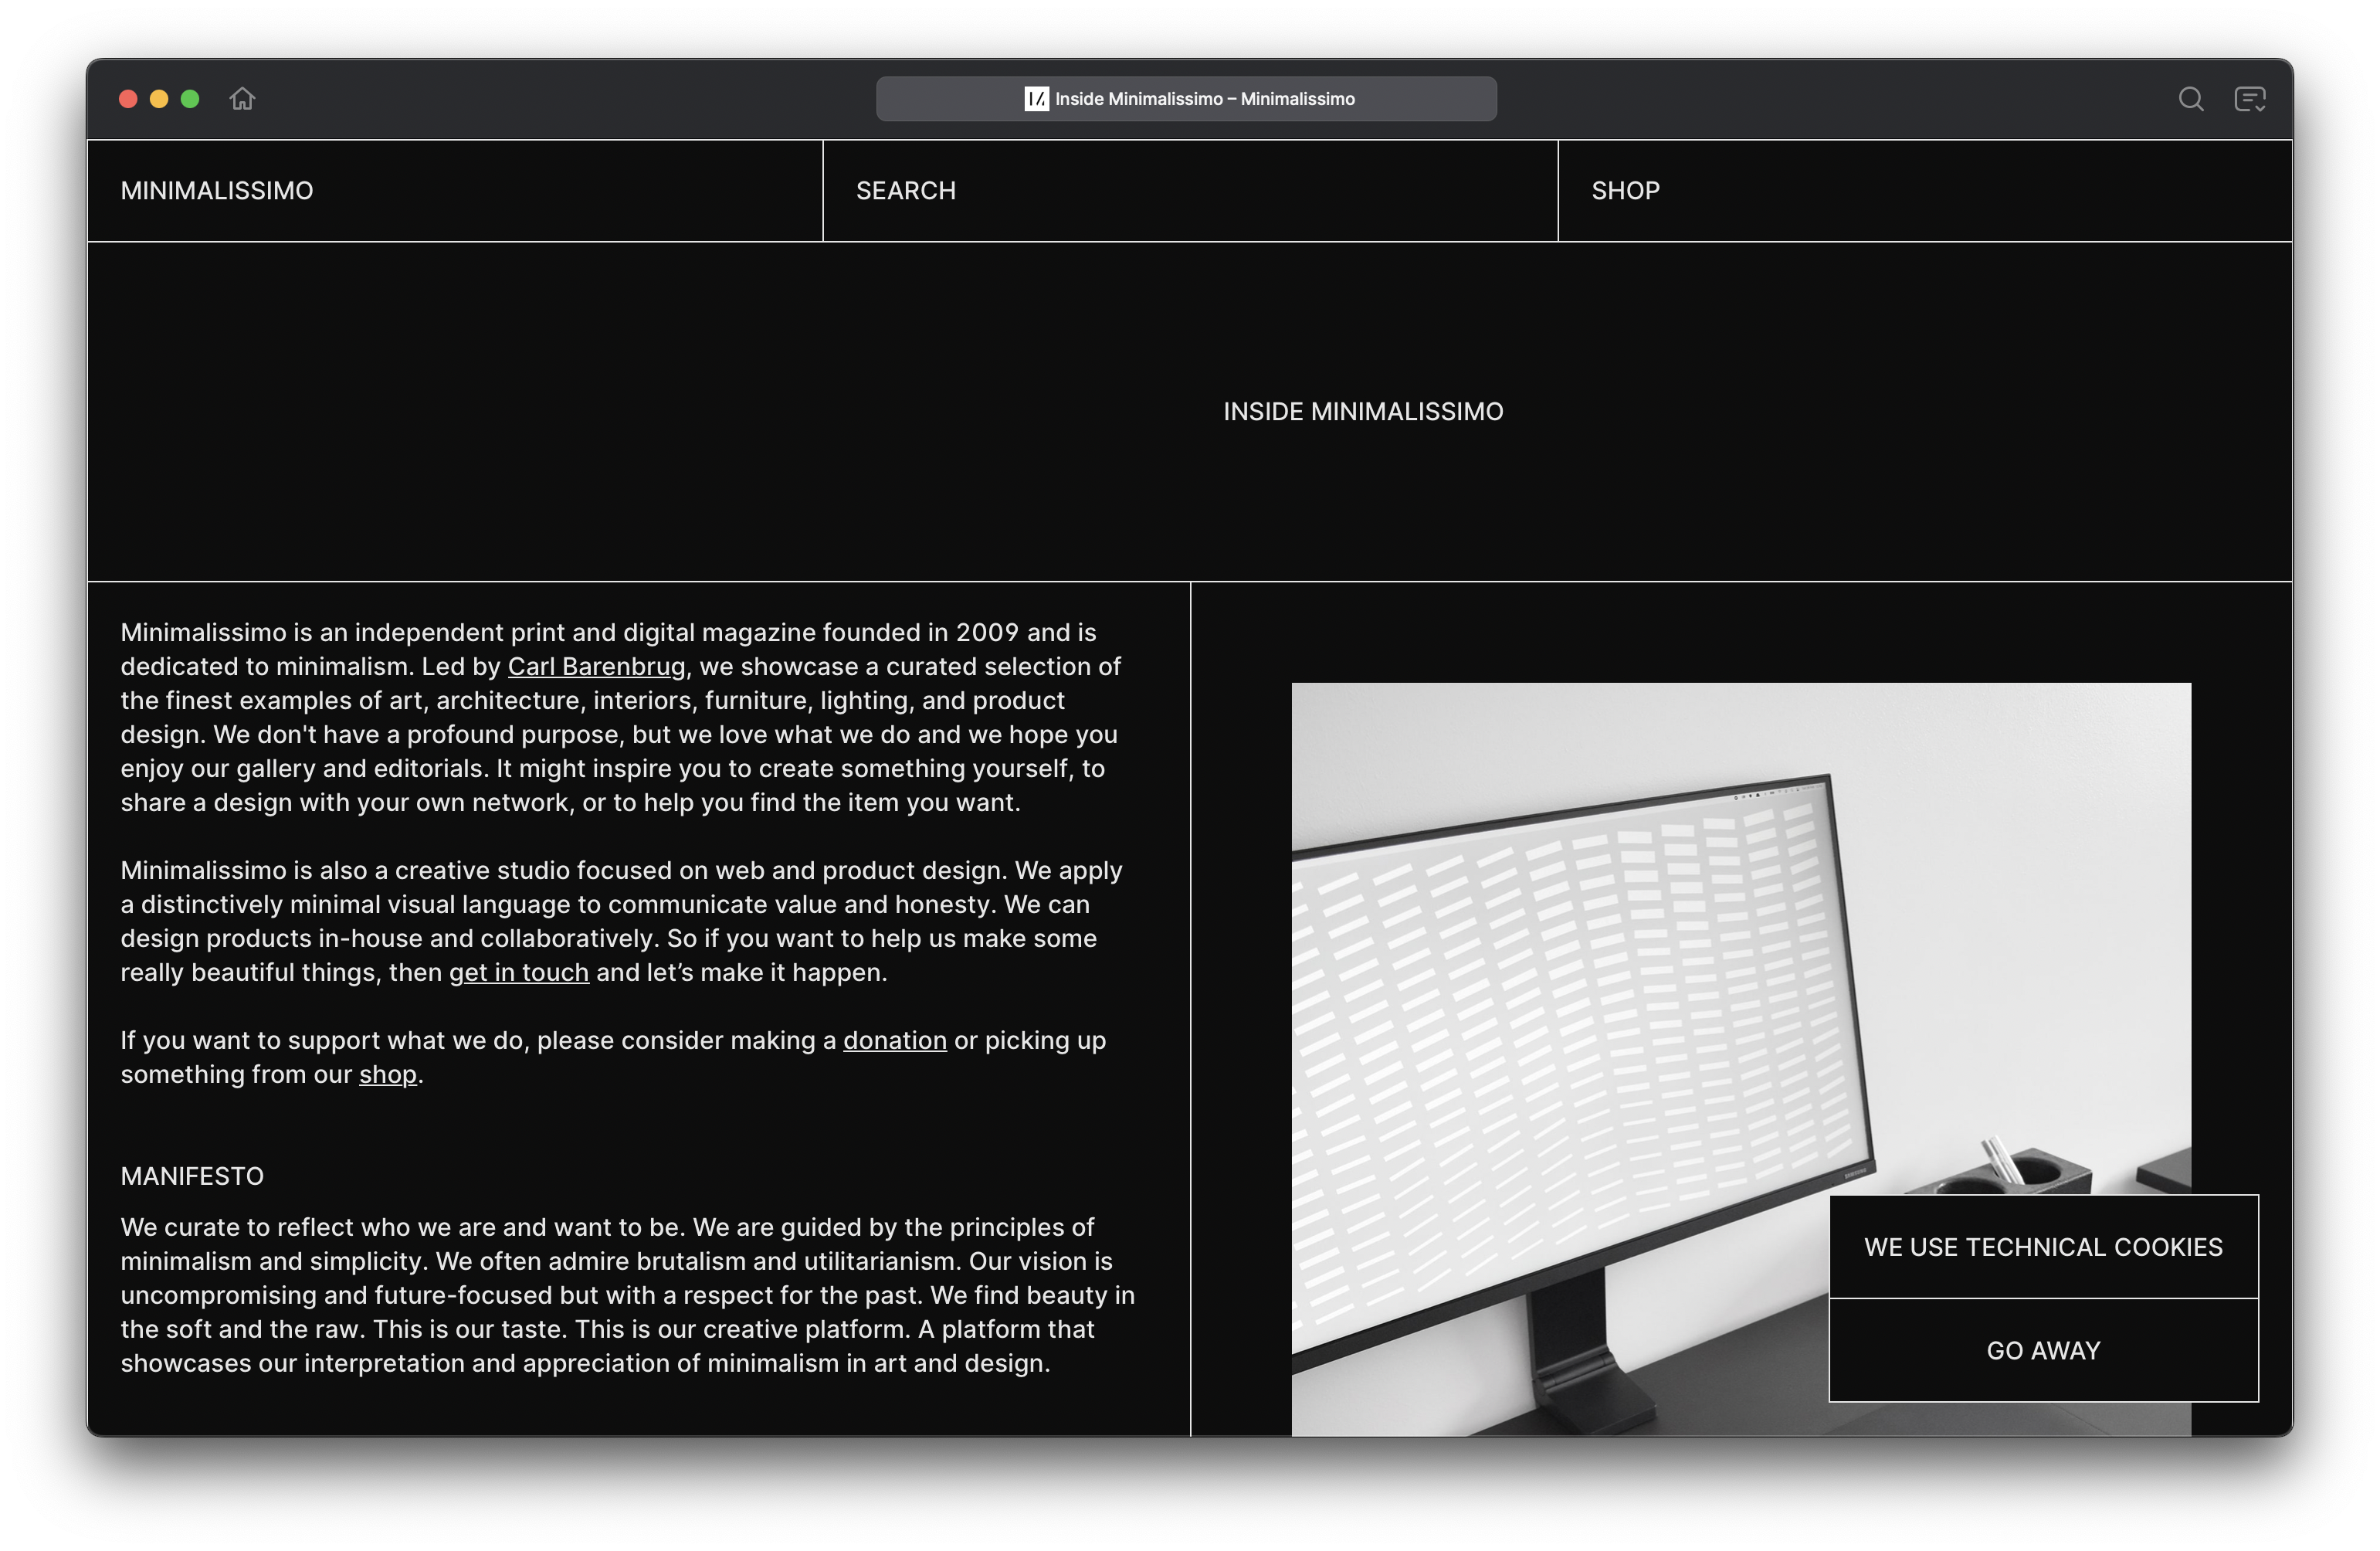 Inside Minimalissimo – Minimalissimo
MINIMALISSIMO
SEARCH
SHOP
INSIDE MINIMALISSIMO
Minimalissimo is an independent print and digital magazine founded in 2009 and is
dedicated to minimalism. Led by Carl Barenbrug, we showcase a curated selection of
the finest examples of art, architecture, interiors, furniture, lighting, and product
design. We don't have a profound purpose, but we love what we do and we hope you
enjoy our gallery and editorials. It might inspire you to create something yourself, to
share a design with your own network, or to help you find the item you want.
Minimalissimo is also a creative studio focused on web and product design. We apply
a distinctively minimal visual language to communicate value and honesty. We can
design products in-house and collaboratively. So if you want to help us make some
really beautiful things, then get in touch and let’s make it happen.
If you want to support what we do, please consider making a donation or picking up
something from our shop.
MANIFESTO
We curate to reflect who we are and want to be. We are guided by the principles of
minimalism and simplicity. We often admire brutalism and utilitarianism. Our vision is
uncompromising and future-focused but with a respect for the past. We find beauty in
the soft and the raw. This is our taste. This is our creative platform. A platform that
showcases our interpretation and appreciation of minimalism in art and design.
SAMSUNG
WE USE TECHNICAL COOKIES
GO AWAY